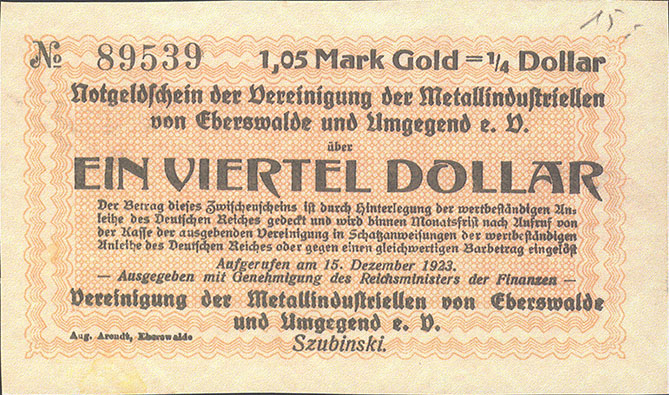 15.-
№ 89539 1,05 Mark Gold = 1/4 Dollar
Notgeldschein der Vereinigung der Metallindustriellen
von Eberswalde und Umgegend e. V.
über
EIN VIERTEL DOLLAR
Der Betrag dieses Zwischenscheins ist durch Hinterlegung der wertbeständigen An-
leihe des Deutschen Reiches gedeckt und wird binnen Monatsfrist nach Aufruf von
der Kasse der ausgebenden Vereinigung in Schatzanweisungen der wertbeständigen
Anleihe des Deutschen Reiches oder gegen einen gleichwertigen Barbetrag eingelöst
Aufgerufen am 15. Dezember 1923.
— Ausgegeben mit Genehmigung des Reichsministers der Finanzen —
Vereinigung der Metallindustriellen von Eberswalde
und Umgegend e. V.
Aug. Arendt, Eberswalde
Szubinski.